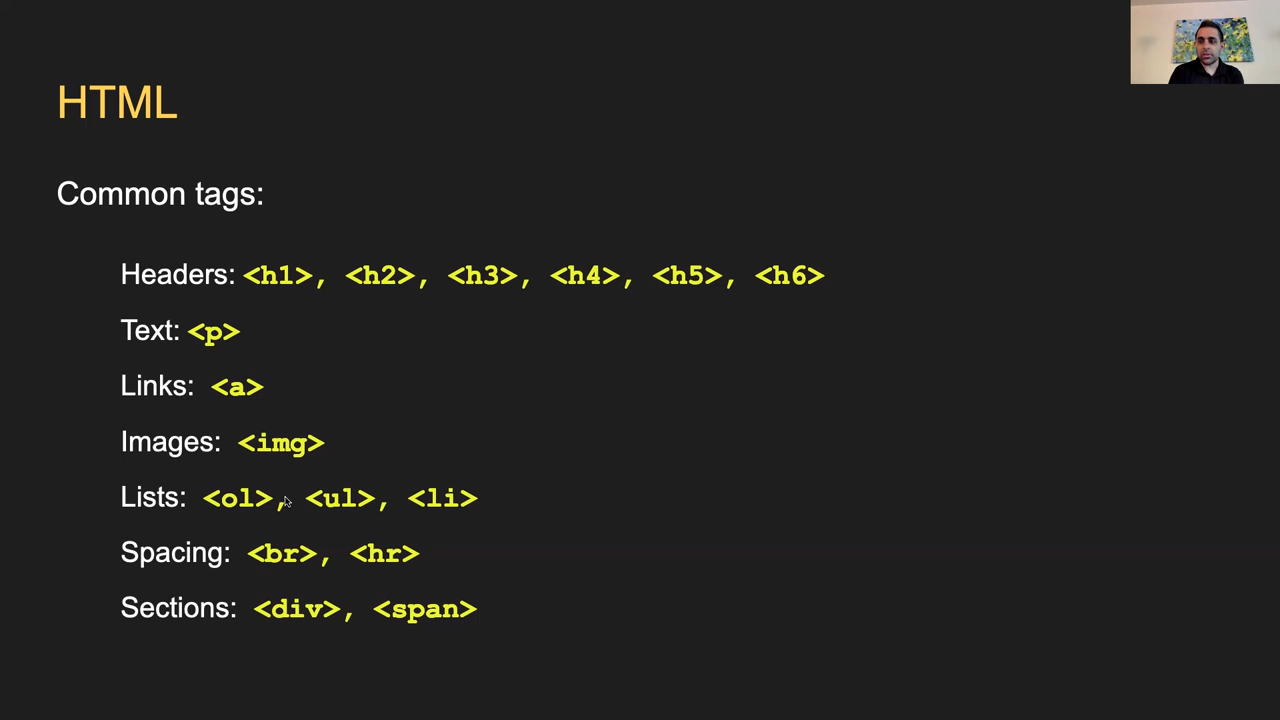 HTML
Common tags:
Headers: <h1>, <h2>, <h3>, <h4>, <h5>, <h6>
Text: <p>
Links: <a>
Images: <img>
Lists: <ol>, <ul>, <li>
Spacing: <br>, <hr>
Sections: <div>, <span>